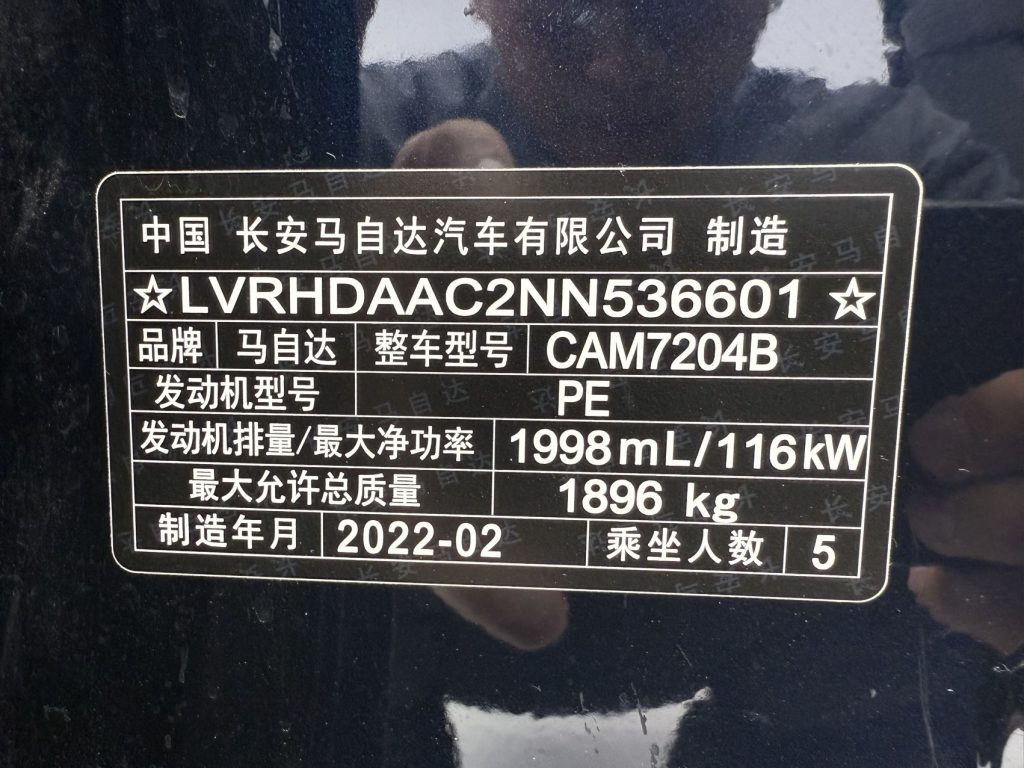 中国 长安马自达汽车有限公司 制造
☆LVRHDAAC2NN536601☆
品牌 马自达 整车型号 CAM7204B
发动机型号 PE
发动机排量/最大净功率 1998mL/116kW
最大允许总质量 1896 kg
制造年月 2022-02 乘坐人数 5